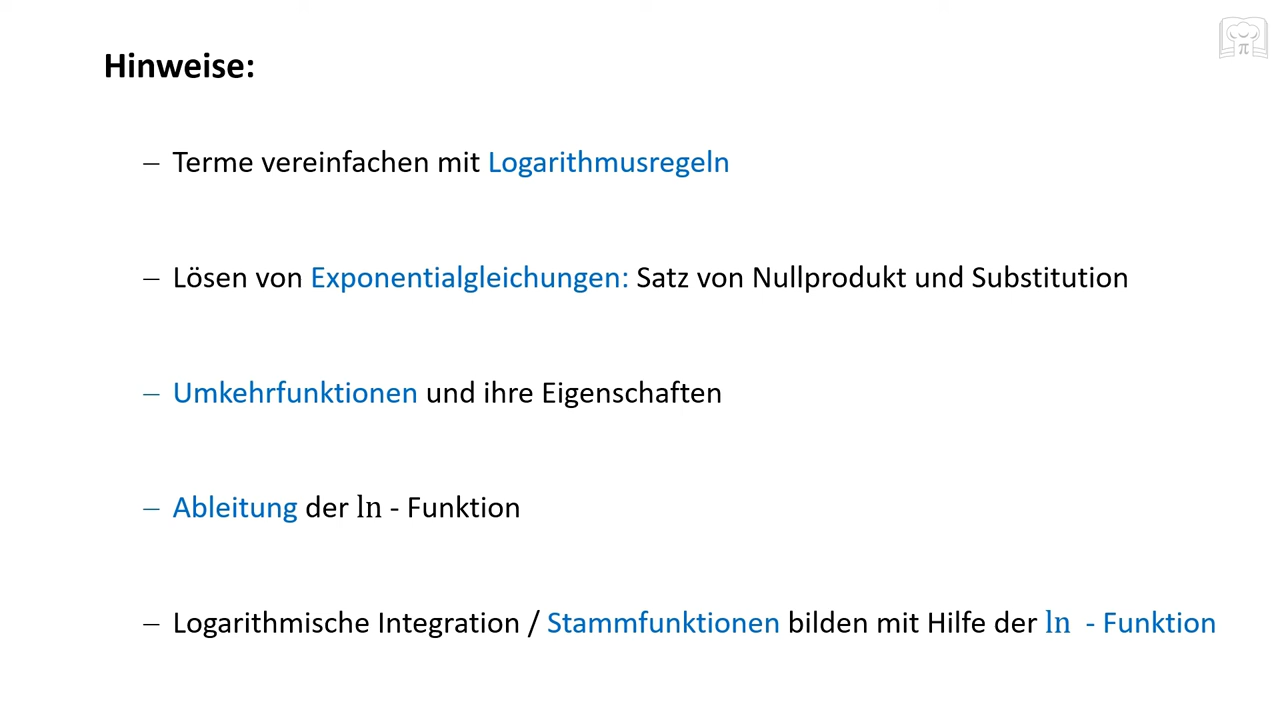 Hinweise:
– Terme vereinfachen mit Logarithmusregeln
– Lösen von Exponentialgleichungen: Satz von Nullprodukt und Substitution
– Umkehrfunktionen und ihre Eigenschaften
– Ableitung der ln - Funktion
– Logarithmische Integration / Stammfunktionen bilden mit Hilfe der ln - Funktion
π